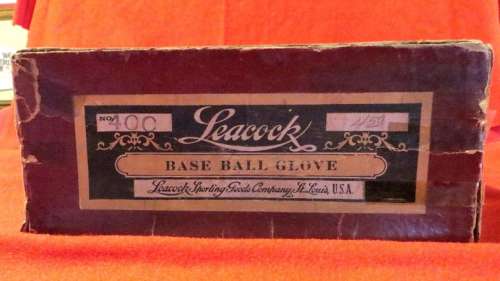 NO. 400 Leacock
BASE BALL GLOVE
Leacock Sporting Goods Company, St. Louis, U.S.A.